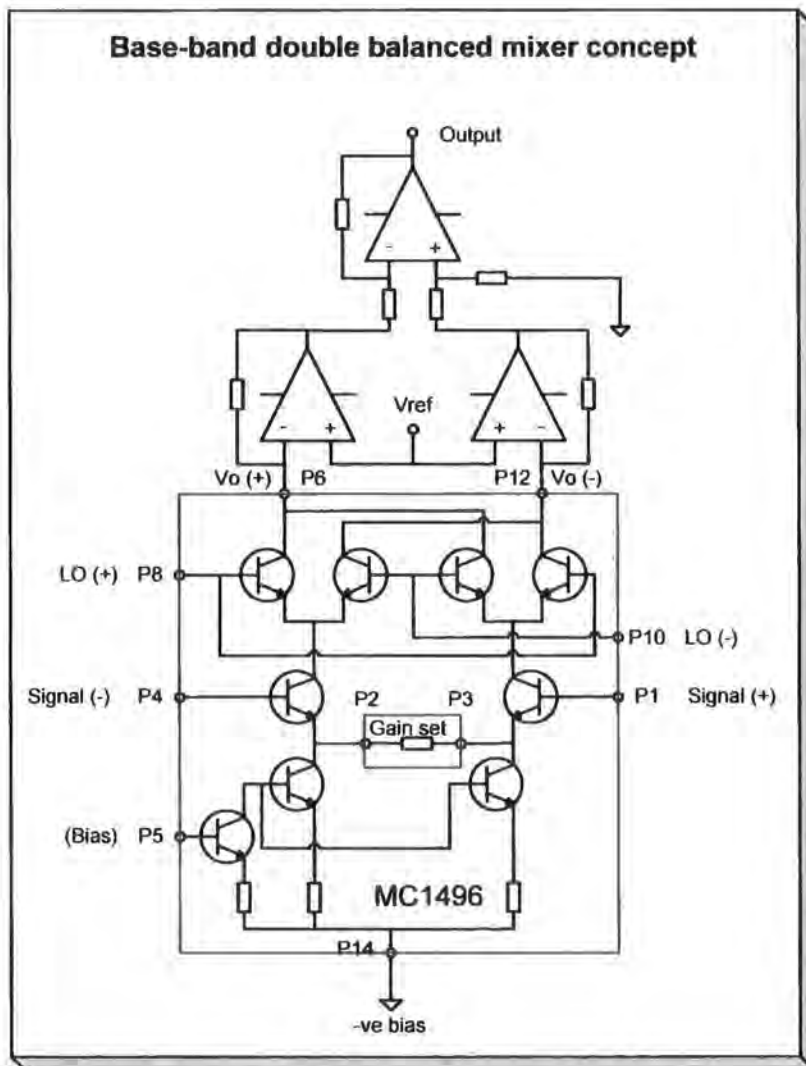 Base-band double balanced mixer concept
Output
- +
Vref
- +
+ -
Vo (+) P6 P12 Vo (-)
LO (+) P8
P10 LO (-)
Signal (-) P4
P2 P3
P1 Signal (+)
Gain set
(Bias) P5
MC1496
P14
-ve bias